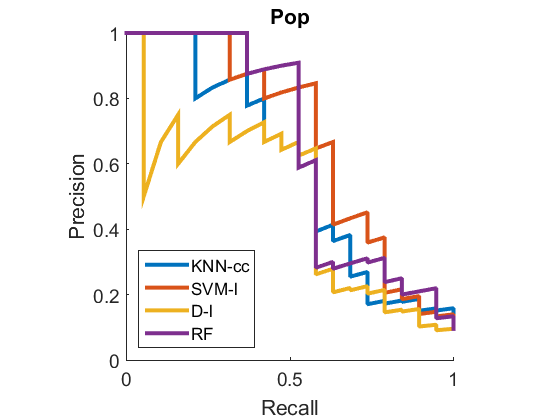 Pop
1
0.8
0.6
0.4
0.2
0
Precision
KNN-cc
SVM-I
D-I
RF
0 0.5 1
Recall